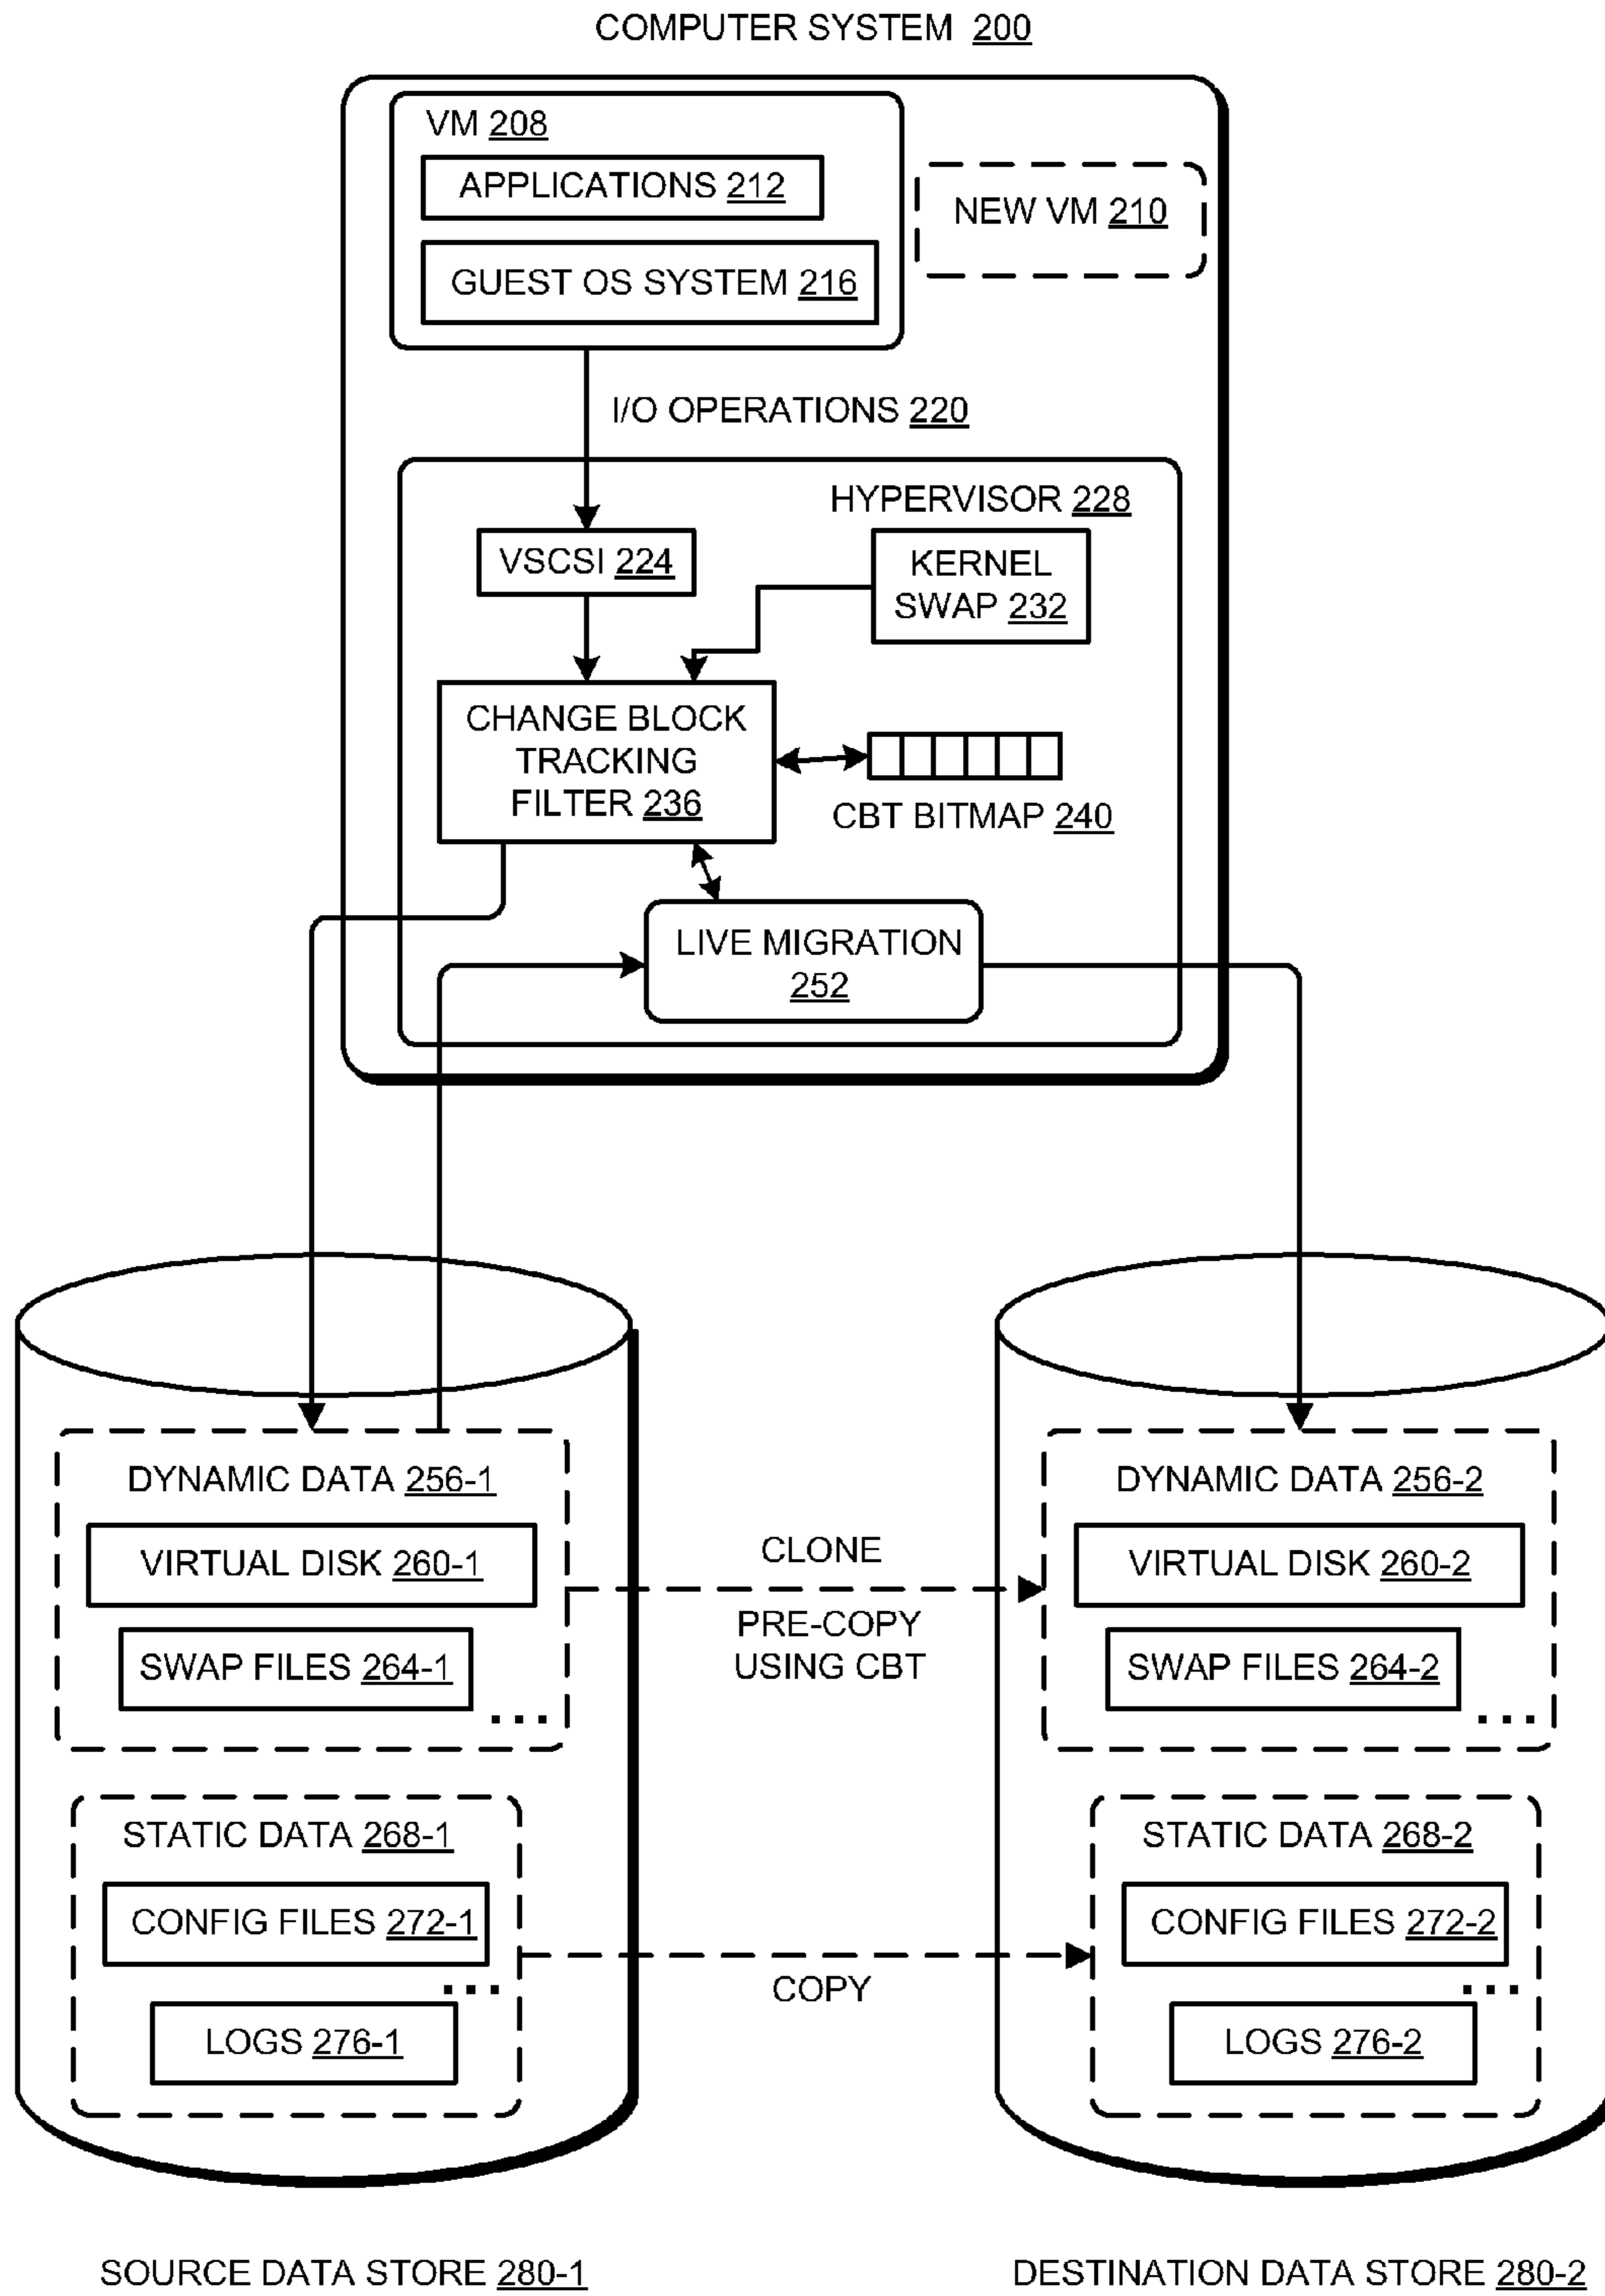 COMPUTER SYSTEM 200
VM 208
APPLICATIONS 212
GUEST OS SYSTEM 216
NEW VM 210
I/O OPERATIONS 220
HYPERVISOR 228
VSCSI 224
KERNEL
SWAP 232
CHANGE BLOCK
TRACKING
FILTER 236
CBT BITMAP 240
LIVE MIGRATION
252
DYNAMIC DATA 256-1
VIRTUAL DISK 260-1
SWAP FILES 264-1
...
CLONE
PRE-COPY
USING CBT
DYNAMIC DATA 256-2
VIRTUAL DISK 260-2
SWAP FILES 264-2
...
STATIC DATA 268-1
CONFIG FILES 272-1
...
LOGS 276-1
COPY
STATIC DATA 268-2
CONFIG FILES 272-2
...
LOGS 276-2
SOURCE DATA STORE 280-1
DESTINATION DATA STORE 280-2